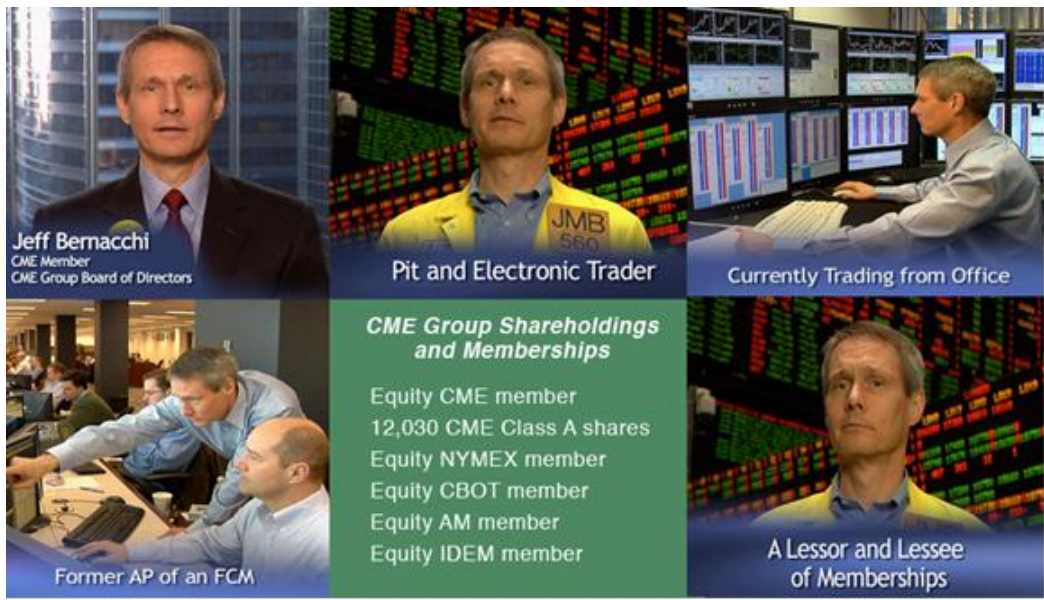 Jeff Bernacchi
CME Member
CME Group Board of Directors
JMB
560
Pit and Electronic Trader
Currently Trading from Office
Former AP of an FCM
CME Group Shareholdings
and Memberships
Equity CME member
12,030 CME Class A shares
Equity NYMEX member
Equity CBOT member
Equity AM member
Equity IDEM member
A Lessor and Lessee
of Memberships